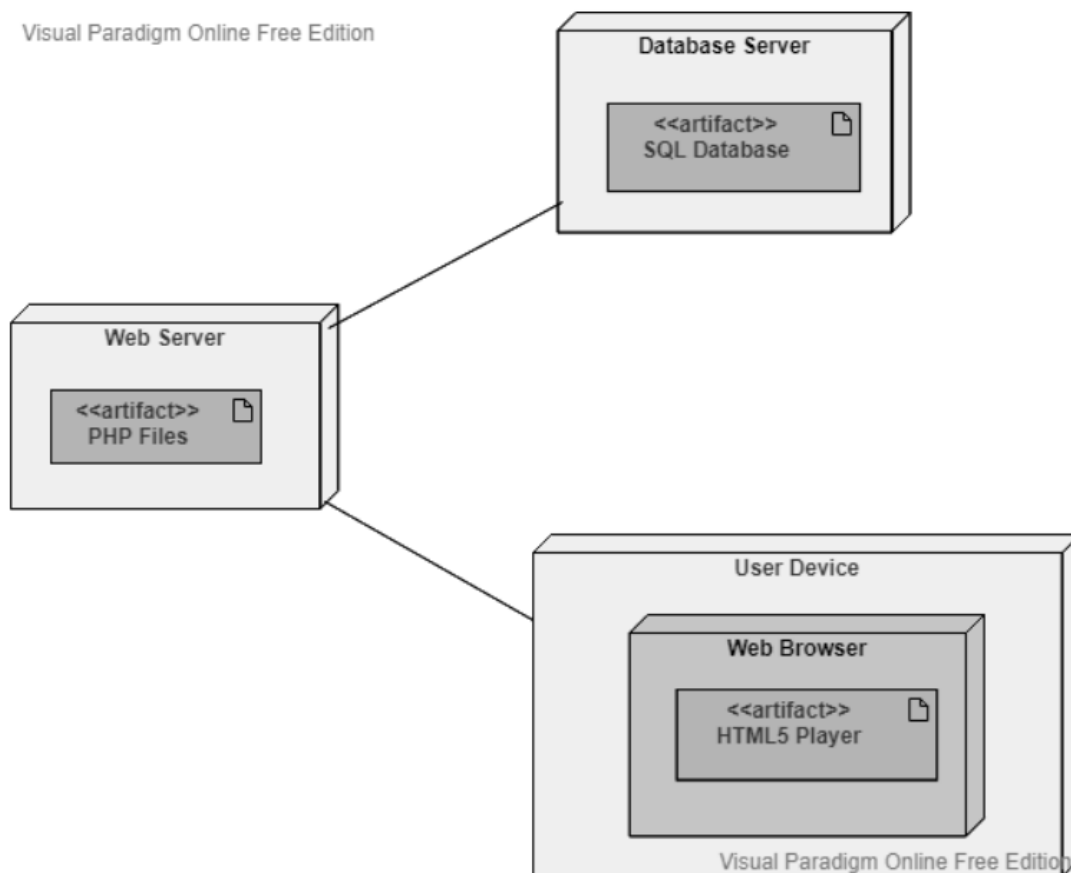 Visual Paradigm Online Free Edition
Database Server
<<artifact>>
SQL Database
Web Server
<<artifact>>
PHP Files
User Device
Web Browser
<<artifact>>
HTML5 Player
Visual Paradigm Online Free Edition